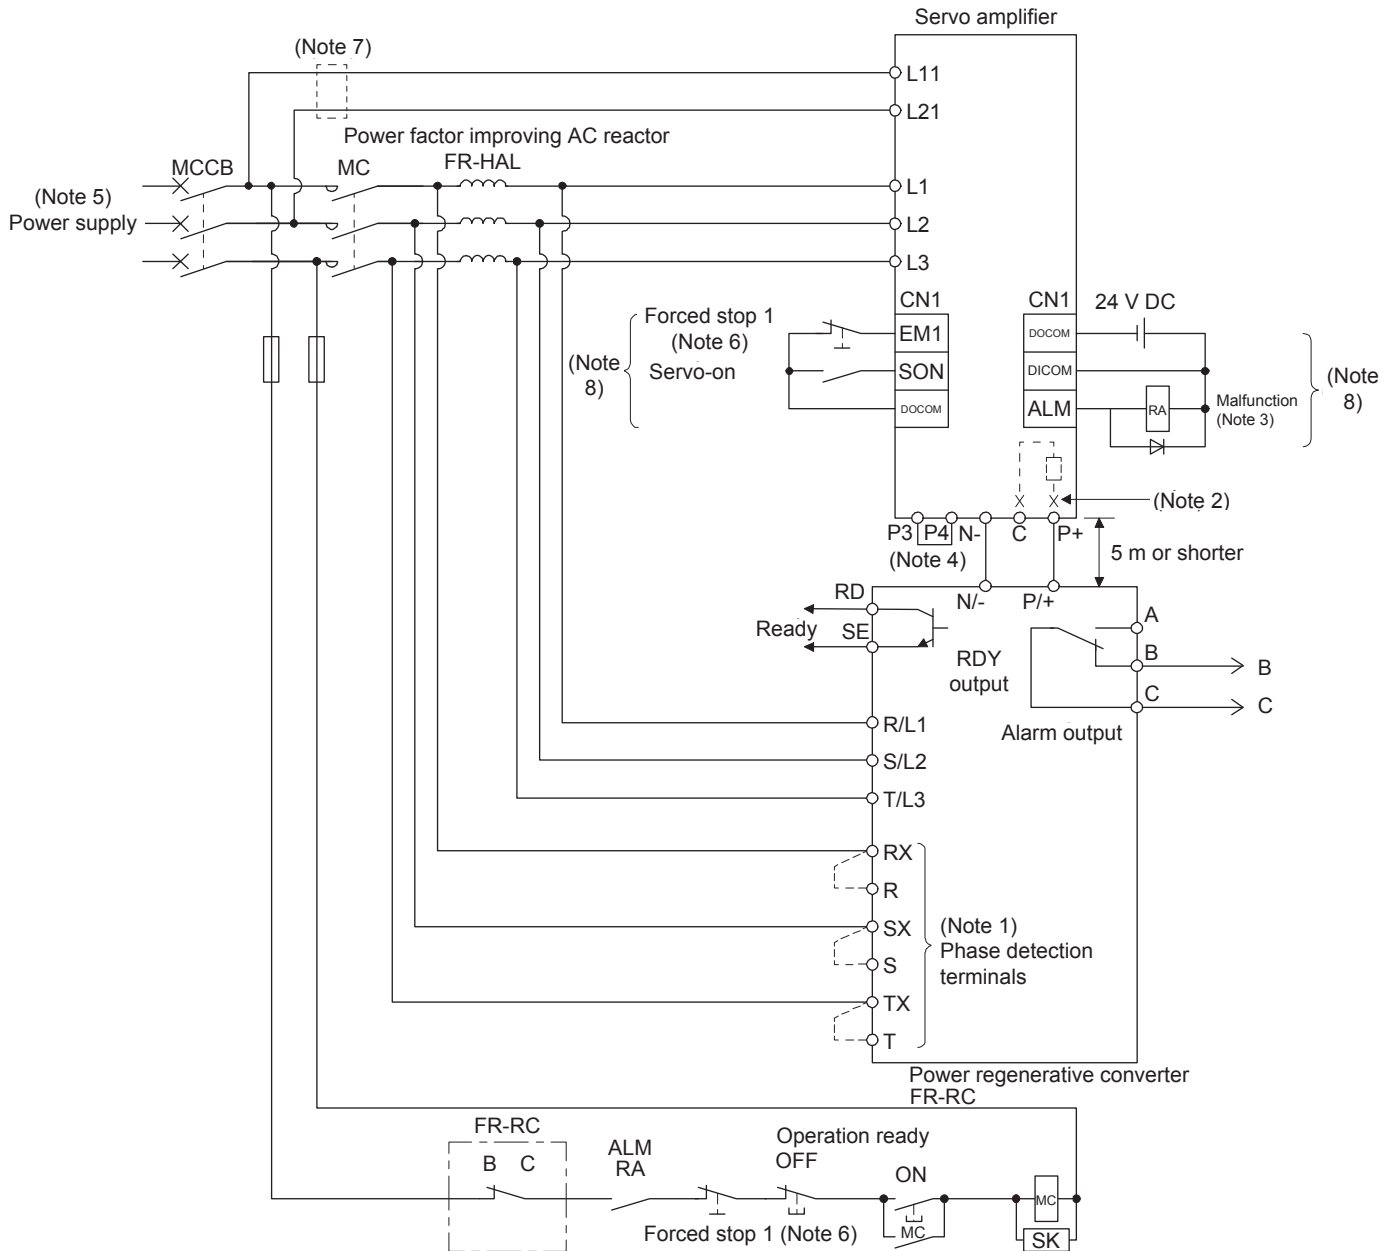 Servo amplifier
(Note 7)
L11
L21
Power factor improving AC reactor
MCCB
MC
FR-HAL
(Note 5)
Power supply
L1
L2
L3
CN1
CN1
24 V DC
Forced stop 1
(Note 6)
Servo-on
(Note
8)
EM1
SON
DOCOM
DOCOM
DICOM
ALM
RA
Malfunction
(Note 3)
(Note
8)
(Note 2)
P3
P4
N-
C
P+
(Note 4)
5 m or shorter
N/-
P/+
RD
SE
Ready
RDY
output
A
B
C
B
C
Alarm output
R/L1
S/L2
T/L3
RX
R
SX
S
TX
T
(Note 1)
Phase detection
terminals
Power regenerative converter
FR-RC
FR-RC
B C
ALM
RA
Operation ready
OFF
ON
MC
MC
SK
Forced stop 1 (Note 6)